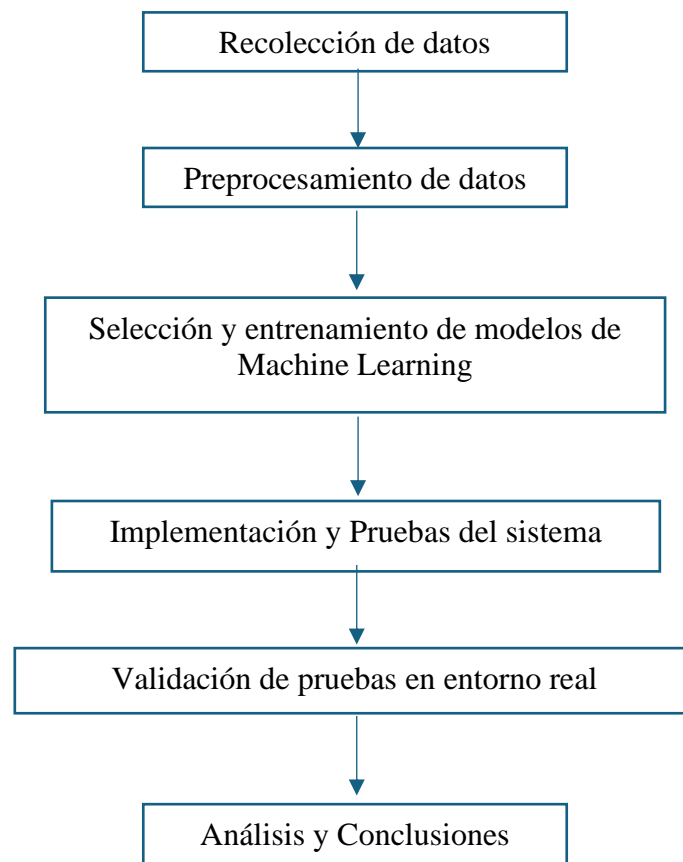 Recolección de datos
Preprocesamiento de datos
Selección y entrenamiento de modelos de
Machine Learning
Implementación y Pruebas del sistema
Validación de pruebas en entorno real
Análisis y Conclusiones